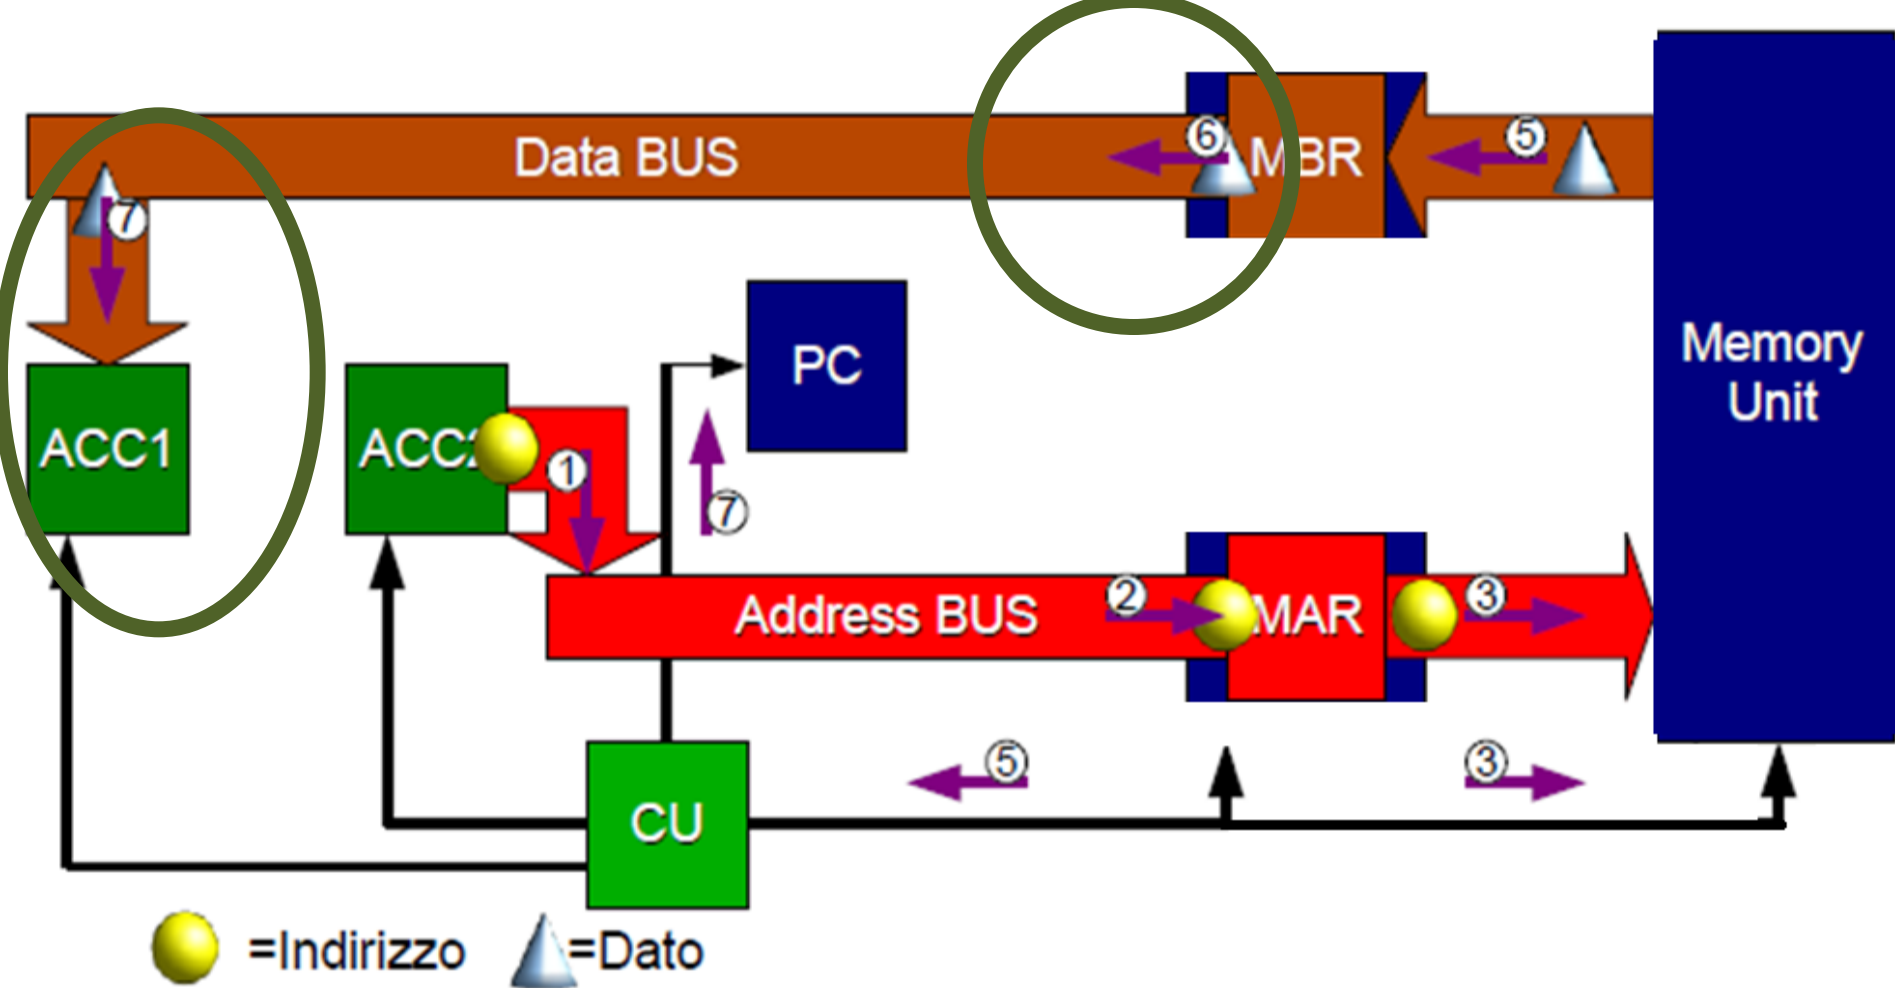 Data BUS
⑥
MBR
⑤
⑦
PC
Memory
Unit
ACC1
ACC2
①
⑦
Address BUS
②
MAR
③
⑤
③
CU
=Indirizzo
=Dato